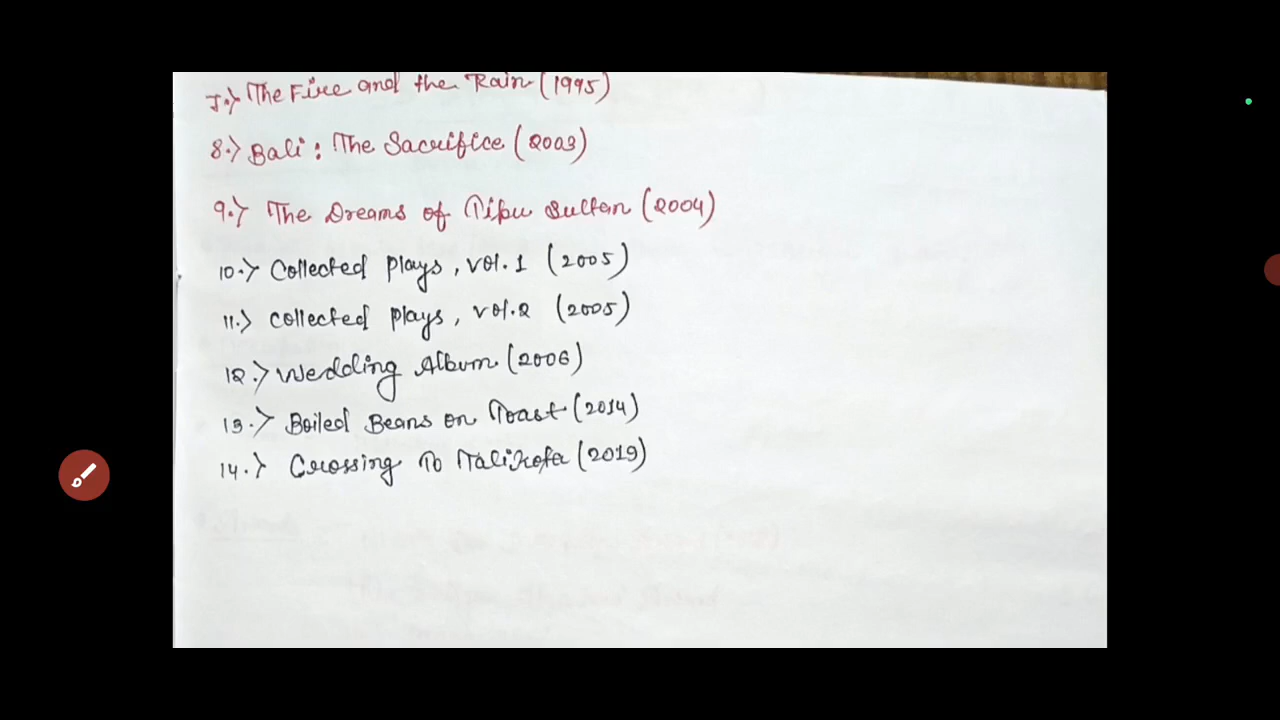 7.> The Fire and the Rain (1995)
8.> Bali : The Sacrifice (2003)
9.> The Dreams of Tipu Sultan (2004)
10.> Collected plays, vol. 1 (2005)
11.> collected plays, vol. 2 (2005)
12.> Wedding Album (2006)
13.> Boiled Beans on Toast (2014)
14.> Crossing To Talikota (2019)